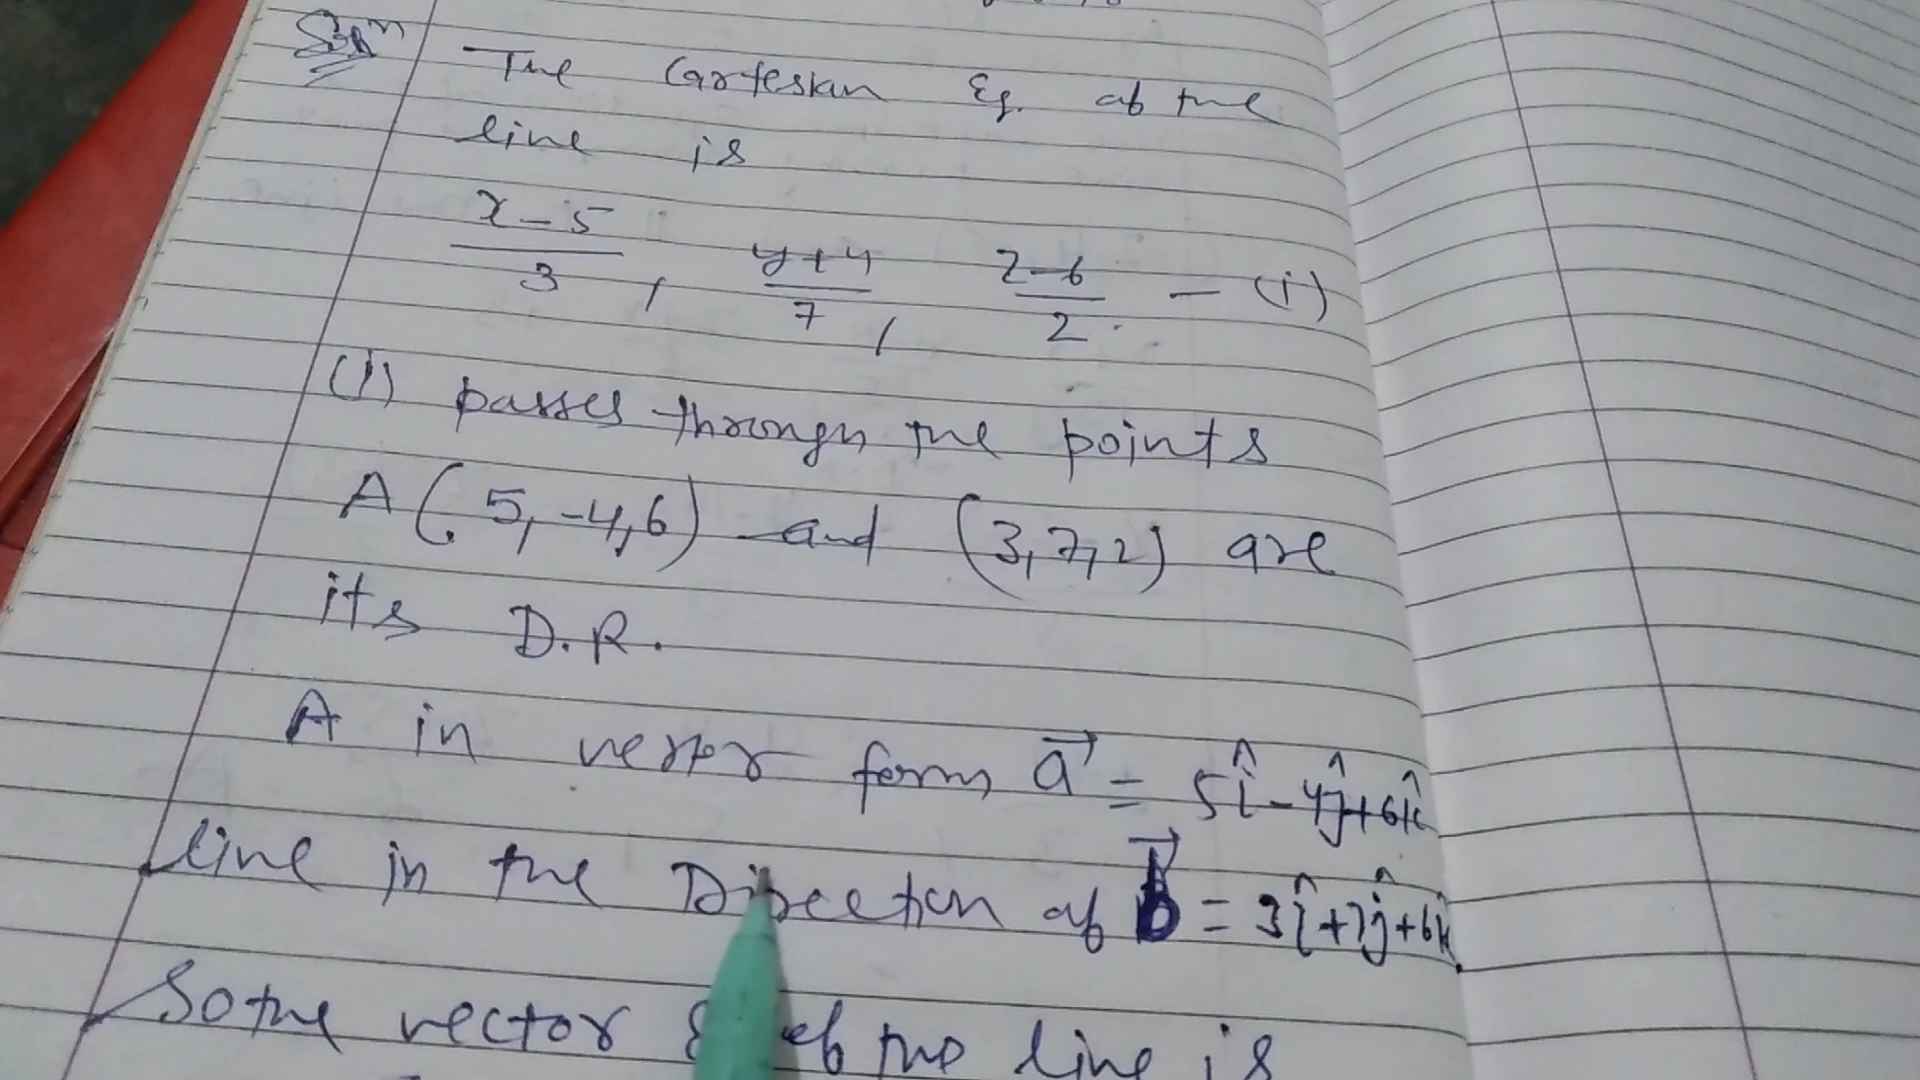 Solⁿ
The Cartesian Eq. of the
line is
x-5/3, y+4/7, z-6/2 - (i)
(i) passes through the points
A(5,-4,6) and (3,7,2) are
its D.R.
A in vector form a⃗ = 5î-4ĵ+6k̂
line in the Direction of b⃗ = 3î+7ĵ+6k
So the vector of the line is